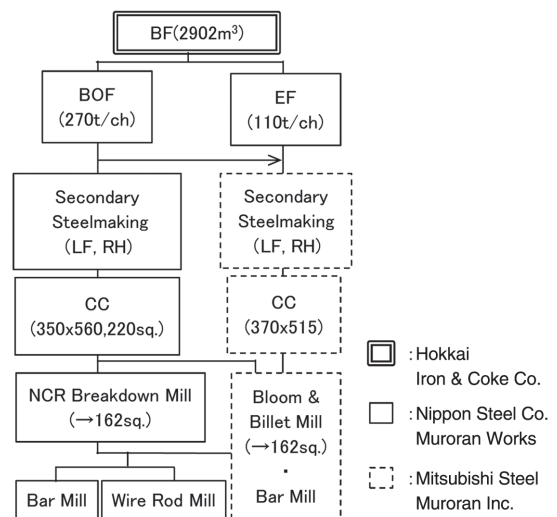 BF(2902m³)
BOF
(270t/ch)
EF
(110t/ch)
Secondary
Steelmaking
(LF, RH)
Secondary
Steelmaking
(LF, RH)
CC
(350x560,220sq.)
CC
(370x515)
NCR Breakdown Mill
(→162sq.)
Bloom &
Billet Mill
(→162sq.)
・
Bar Mill
Bar Mill
Wire Rod Mill
: Hokkai
Iron & Coke Co.
: Nippon Steel Co.
Muroran Works
: Mitsubishi Steel
Muroran Inc.